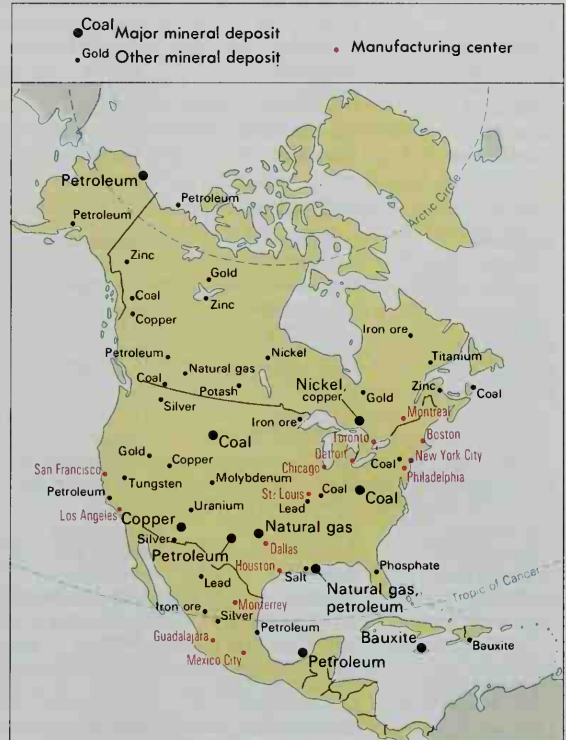 Coal Major mineral deposit
Gold Other mineral deposit
Manufacturing center
Petroleum
Petroleum
Petroleum
Arctic Circle
Zinc
Gold
Coal
Zinc
Copper
Iron ore
Titanium
Petroleum
Nickel
Natural gas
Coal
Potash
Nickel,
copper
Gold
Zinc
Coal
Silver
Iron ore
Montreal
Toronto
Boston
Coal
Detroit
New York City
Gold
Copper
Chicago
Coal
Philadelphia
San Francisco
Tungsten
Molybdenum
St. Louis
Coal
Coal
Petroleum
Lead
Los Angeles
Uranium
Copper
Natural gas
Silver
Petroleum
Dallas
Houston
Salt
Phosphate
Lead
Natural gas,
petroleum
Tropic of Cancer
Iron ore
Monterrey
Silver
Petroleum
Guadalajara
Bauxite
Bauxite
Mexico City
Petroleum